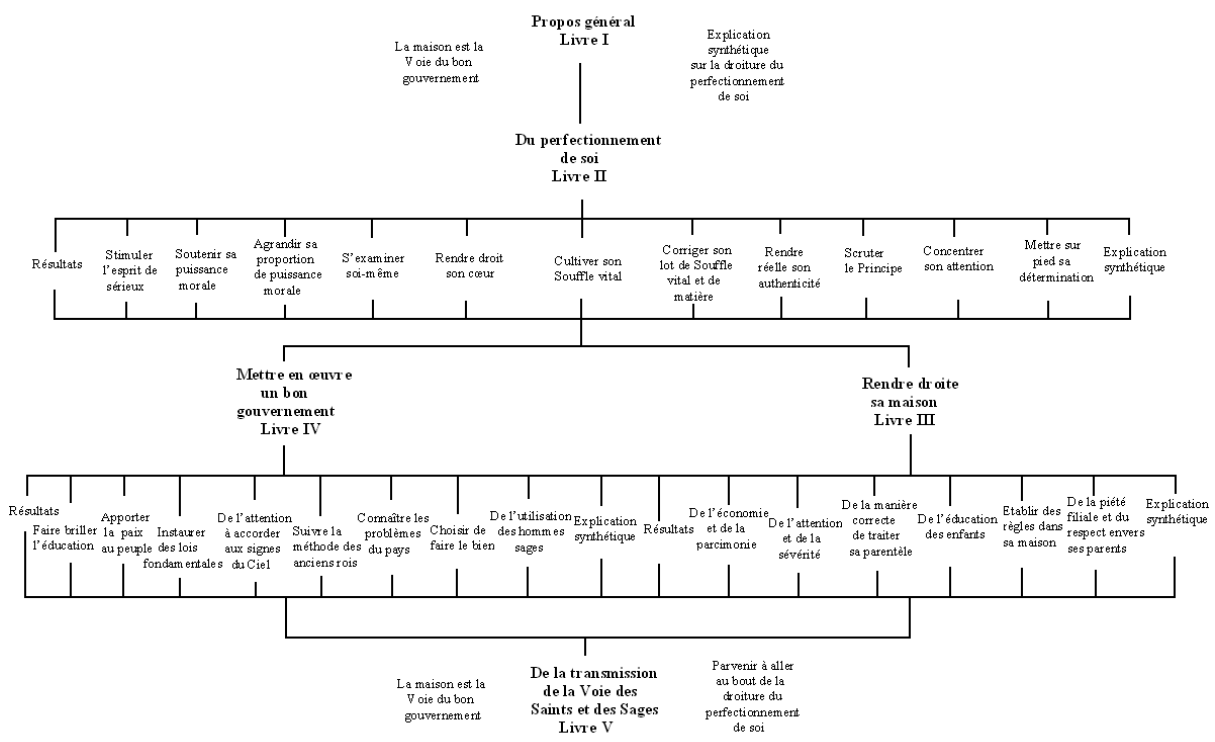 Propos général
Livre I
La maison est la
Voie du bon
gouvernement
Explication
synthétique
sur la droiture du
perfectionnement
de soi
Du perfectionnement
de soi
Livre II
Résultats
Stimuler
l'esprit de
sérieux
Soutenir sa
puissance
morale
Agrandir sa
proportion
de puissance
morale
S'examiner
soi-même
Rendre droit
son cœur
Cultiver son
Souffle vital
Corriger son
lot de Souffle
vital et de
matière
Rendre
réelle son
authenticité
Scruter
le Principe
Concentrer
son attention
Mettre sur
pied sa
détermination
Explication
synthétique
Mettre en œuvre
un bon
gouvernement
Livre IV
Rendre droite
sa maison
Livre III
Résultats
Faire briller
l'éducation
Apporter
la paix
au peuple
Instaurer
des lois
fondamentales
De l'attention
à accorder
aux signes
du Ciel
Suivre la
méthode des
anciens rois
Connaître les
problèmes
du pays
Choisir de
faire le bien
De l'utilisation
des hommes
sages
Explication
synthétique
Résultats
De l'économie
et de la
parcimonie
De l'attention
et de la
sévérité
De la manière
correcte
de traiter
sa parentèle
De l'éducation
des enfants
Etablir des
règles dans
sa maison
De la piété
filiale et du
respect envers
ses parents
Explication
synthétique
La maison est la
Voie du bon
gouvernement
De la transmission
de la Voie des
Saints et des Sages
Livre V
Parvenir à aller
au bout de la
droiture du
perfectionnement
de soi